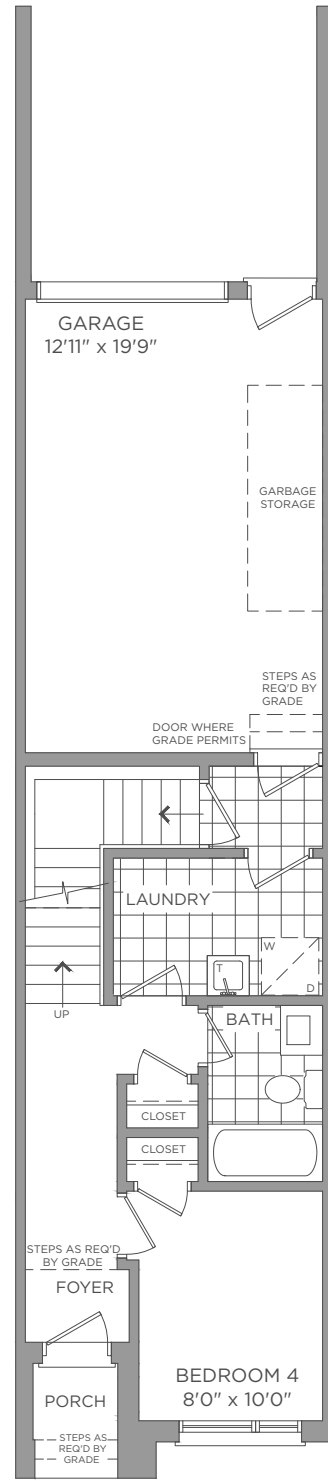 GARAGE
12'11" x 19'9"
GARBAGE
STORAGE
STEPS AS
REQ'D BY
GRADE
DOOR WHERE
GRADE PERMITS
LAUNDRY
W
T
D
UP
BATH
CLOSET
CLOSET
STEPS AS REQ'D
BY GRADE
FOYER
BEDROOM 4
8'0" x 10'0"
PORCH
STEPS AS
REQ'D BY
GRADE